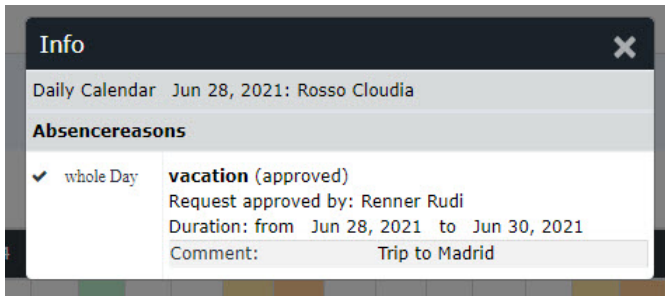 Info
Daily Calendar Jun 28, 2021: Rosso Cloudia
Absencereasons
whole Day vacation (approved)
Request approved by: Renner Rudi
Duration: from Jun 28, 2021 to Jun 30, 2021
Comment: Trip to Madrid
4